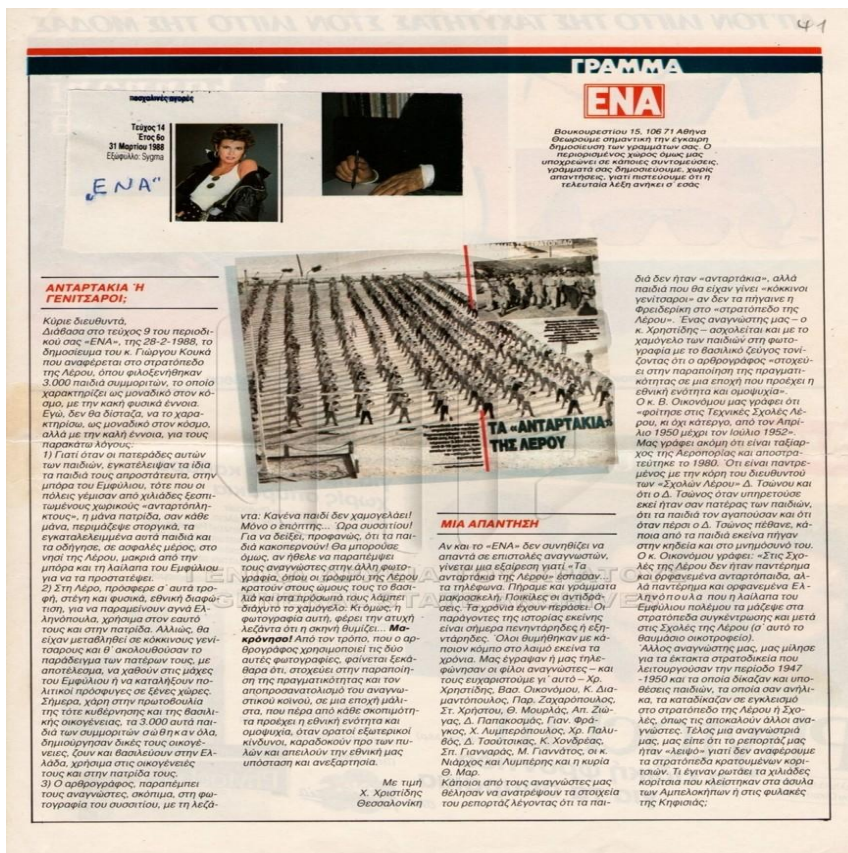 41
ΓΡΑΜΜΑ
ΕΝΑ
Βουκουρεστίου 15, 106 71 Αθήνα
Θεωρούμε σημαντική την έγκαιρη
δημοσίευση των γραμμάτων σας. Ο
περιορισμένος χώρος όμως μας
υποχρεώνει σε κάποιες συντομεύσεις,
γράμματά σας δημοσιεύουμε, χωρίς
απαντήσεις, γιατί πιστεύουμε ότι η
τελευταία λέξη ανήκει σ' εσάς
πασχαλινές αγορές
Τεύχος 14
Έτος 6ο
31 Μαρτίου 1988
Εξώφυλλο: Sygma
„ΕΝΑ"
ΑΝΤΑΡΤΑΚΙΑ Ή
ΓΕΝΙΤΣΑΡΟΙ;
Κύριε διευθυντά,
Διάβασα στο τεύχος 9 του περιοδι-
κού σας «ΕΝΑ», της 28-2-1988, το
δημοσίευμα του κ. Γιώργου Κουκά
που αναφέρεται στο στρατόπεδο
της Λέρου, όπου φιλοξενήθηκαν
3.000 παιδιά συμμοριτών, το οποίο
χαρακτηρίζει ως μοναδικό στον κό-
σμο, με την κακή φυσικά έννοια.
Εγώ, δεν θα δίσταζα, να το χαρα-
κτηρίσω, ως μοναδικό στον κόσμο,
αλλά με την καλή έννοια, για τους
παρακάτω λόγους:
1) Γιατί όταν οι πατεράδες αυτών
των παιδιών, εγκατέλειψαν τα ίδια
τα παιδιά τους απροστάτευτα, στην
μπόρα του Εμφύλιου, τότε που οι
πόλεις γέμισαν από χιλιάδες ξεσπι-
τωμένους χωρικούς «ανταρτόπλη-
κτους», η μάνα πατρίδα, σαν κάθε
μάνα, περιμάζεψε στοργικά, τα
εγκαταλελειμμένα αυτά παιδιά και
τα οδήγησε, σε ασφαλές μέρος, στο
νησί της Λέρου, μακριά από την
μπόρα και τη λαίλαπα του Εμφύλιου
για να τα προστατέψει.
2) Στη Λέρο, πρόσφερε σ' αυτά τρο-
φή, στέγη και φυσικά, εθνική διαφώ-
τιση, για να παραμείνουν αγνά Ελ-
ληνόπουλα, χρήσιμα στον εαυτό
τους και στην πατρίδα. Αλλιώς, θα
είχαν μεταβληθεί σε κόκκινους γενί-
τσαρους και θ' ακολουθούσαν το
παράδειγμα των πατέρων τους, με
αποτέλεσμα, να χαθούν στις μάχες
του Εμφύλιου ή να καταλήξουν πο-
λιτικοί πρόσφυγες σε ξένες χώρες.
Σήμερα, χάρη στην πρωτοβουλία
της τότε κυβέρνησης και της βασιλι-
κής οικογένειας, τα 3.000 αυτά παι-
διά των συμμοριτών σώθηκαν όλα,
δημιούργησαν δικές τους οικογέ-
νειες, ζουν και βασιλεύουν στην Ελ-
λάδα, χρήσιμα στις οικογένειές
τους και στην πατρίδα τους.
3) Ο αρθρογράφος, παραπέμπει
τους αναγνώστες, σκόπιμα, στη φω-
τογραφία του συσσιτίου, με τη λεζά-
ΤΑ «ΑΝΤΑΡΤΑΚΙΑ»
ΤΗΣ ΛΕΡΟΥ
ντα: Κανένα παιδί δεν χαμογελάει!
Μόνο ο επόπτης... Ώρα συσσιτίου!
Για να δείξει, προφανώς, ότι τα παι-
διά κακοπερνούν! Θα μπορούσε
όμως, αν ήθελε να παραπέμψει
τους αναγνώστες στην άλλη φωτο-
γραφία, όπου οι τρόφιμοι της Λέρου
κρατούν στους ώμους τους το βασι-
λιά και στα πρόσωπά τους λάμπει
διάχυτο το χαμόγελο. Κι όμως, η
φωτογραφία αυτή, φέρει την ατυχή
λεζάντα ότι η σκηνή θυμίζει... Μα-
κρόνησο! Από τον τρόπο, που ο αρ-
θρογράφος χρησιμοποιεί τις δύο
αυτές φωτογραφίες, φαίνεται ξεκά-
θαρα ότι, στοχεύει στην παραποίη-
ση της πραγματικότητας και τον
αποπροσανατολισμό του αναγνω-
στικού κοινού, σε μια εποχή μάλι-
στα, που πέρα από κάθε σκοπιμότη-
τα προέχει η εθνική ενότητα και
ομοψυχία, όταν ορατοί εξωτερικοί
κίνδυνοι, καραδοκούν προ των πυ-
λών και απειλούν την εθνική μας
υπόσταση και ανεξαρτησία.
Με τιμή
Χ. Χριστίδης
Θεσσαλονίκη
ΜΙΑ ΑΠΑΝΤΗΣΗ
Αν και το «ΕΝΑ» δεν συνηθίζει να
απαντά σε επιστολές αναγνωστών,
γίνεται μια εξαίρεση γιατί «Τα
ανταρτάκια της Λέρου» έσπασαν...
τα τηλέφωνα. Πήραμε και γράμματα
μακροσκελή. Ποικίλες οι αντιδρά-
σεις. Τα χρόνια έχουν περάσει. Οι
παράγοντες της ιστορίας εκείνης
είναι σήμερα πενηντάρηδες ή εξη-
ντάρηδες. Όλοι θυμήθηκαν με κά-
ποιον κόμπο στο λαιμό εκείνα τα
χρόνια. Μας έγραψαν ή μας τηλε-
φώνησαν οι φίλοι αναγνώστες – και
τους ευχαριστούμε γι' αυτό – Χρ.
Χρηστίδης, Βασ. Οικονόμου, Κ. Δια-
μαντόπουλος, Παρ. Ζαχαρόπουλος,
Στ. Χρήστου, Θ. Μουρλάς, Απ. Ζιώ-
γας, Δ. Παπακοσμάς, Γιαν. Φρά-
γκος, Χ. Λυμπερόπουλος, Χρ. Παλυ-
βός, Δ. Τσούτσικας, Κ. Χονδρέας,
Σπ. Γιανναράς, Μ. Γιαννάτος, οι κ.
Νιάρχος και Λυμπέρης και η κυρία
Θ. Μαρ.
Κάποιοι από τους αναγνώστες μας
θέλησαν να ανατρέψουν τα στοιχεία
του ρεπορτάζ λέγοντας ότι τα παι-
διά δεν ήταν «ανταρτάκια», αλλά
παιδιά που θα είχαν γίνει «κόκκινοι
γενίτσαροι» αν δεν τα πήγαινε η
Φρειδερίκη στο «στρατόπεδο της
Λέρου». Ένας αναγνώστης μας – ο
κ. Χρηστίδης – ασχολείται και με το
χαμόγελο των παιδιών στη φωτο-
γραφία με το βασιλικό ζεύγος τονί-
ζοντας ότι ο αρθρογράφος «στοχεύ-
ει στην παραποίηση της πραγματι-
κότητας σε μια εποχή που προέχει η
εθνική ενότητα και ομοψυχία».
Ο κ. Β. Οικονόμου μας γράφει ότι
«φοίτησε στις Τεχνικές Σχολές Λέ-
ρου, κι όχι κάτεργο, από τον Απρί-
λιο 1950 μέχρι τον Ιούλιο 1952».
Μας γράφει ακόμη ότι είναι ταξίαρ-
χος της Αεροπορίας και αποστρα-
τεύτηκε το 1980. Ότι είναι παντρε-
μένος με την κόρη του διευθυντού
των «Σχολών Λέρου» Δ. Τσώνου και
ότι ο Δ. Τσώνος όταν υπηρετούσε
εκεί ήταν σαν πατέρας των παιδιών,
ότι τα παιδιά τον αγαπούσαν και ότι
όταν πέρσι ο Δ. Τσώνος πέθανε, κά-
ποια από τα παιδιά εκείνα πήγαν
στην κηδεία και στο μνημόσυνό του.
Ο κ. Οικονόμου γράφει: «Στις Σχο-
λές της Λέρου δεν ήταν παντέρημα
και ορφανεμένα ανταρτόπαιδα, αλ-
λά παντέρημα και ορφανεμένα Ελ-
ληνόπουλα που η λαίλαπα του
Εμφύλιου πολέμου τα μάζεψε στα
στρατόπεδα συγκέντρωσης και μετά
στις Σχολές της Λέρου (σ' αυτό το
θαυμάσιο οικοτροφείο).
Άλλος αναγνώστης μας, μας μίλησε
για τα έκτακτα στρατοδικεία που
λειτουργούσαν την περίοδο 1947
-1950 και τα οποία δίκαζαν και υπο-
θέσεις παιδιών, τα οποία σαν ανήλι-
κα, τα καταδίκαζαν σε εγκλεισμό
στο στρατόπεδο της Λέρου ή Σχο-
λές, όπως τις αποκαλούν άλλοι ανα-
γνώστες. Τέλος μια αναγνώστριά
μας, μας είπε ότι το ρεπορτάζ μας
ήταν «λειψό» γιατί δεν αναφέρουμε
τα στρατόπεδα κρατουμένων κορι-
τσιών. Τι έγιναν ρωτάει τα χιλιάδες
κορίτσια που κλείστηκαν στα άσυλα
των Αμπελοκήπων ή στις φυλακές
της Κηφισιάς;